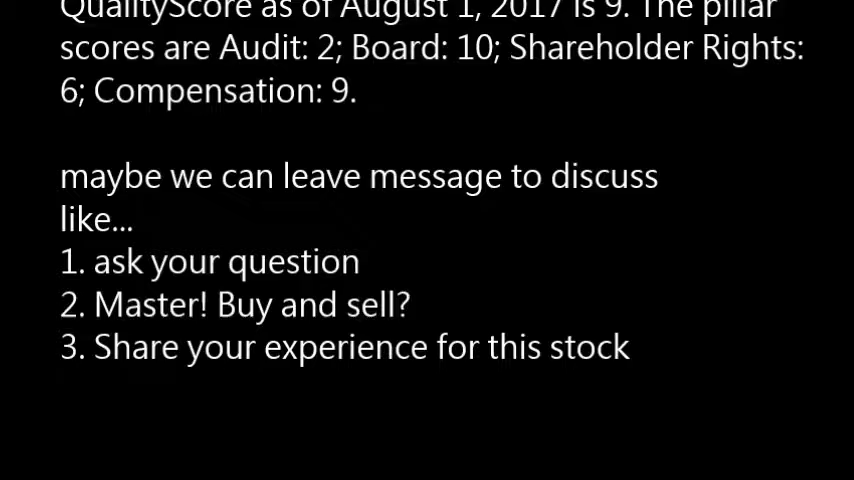 QualityScore as of August 1, 2017 is 9. The pillar
scores are Audit: 2; Board: 10; Shareholder Rights:
6; Compensation: 9.
maybe we can leave message to discuss
like...
1. ask your question
2. Master! Buy and sell?
3. Share your experience for this stock